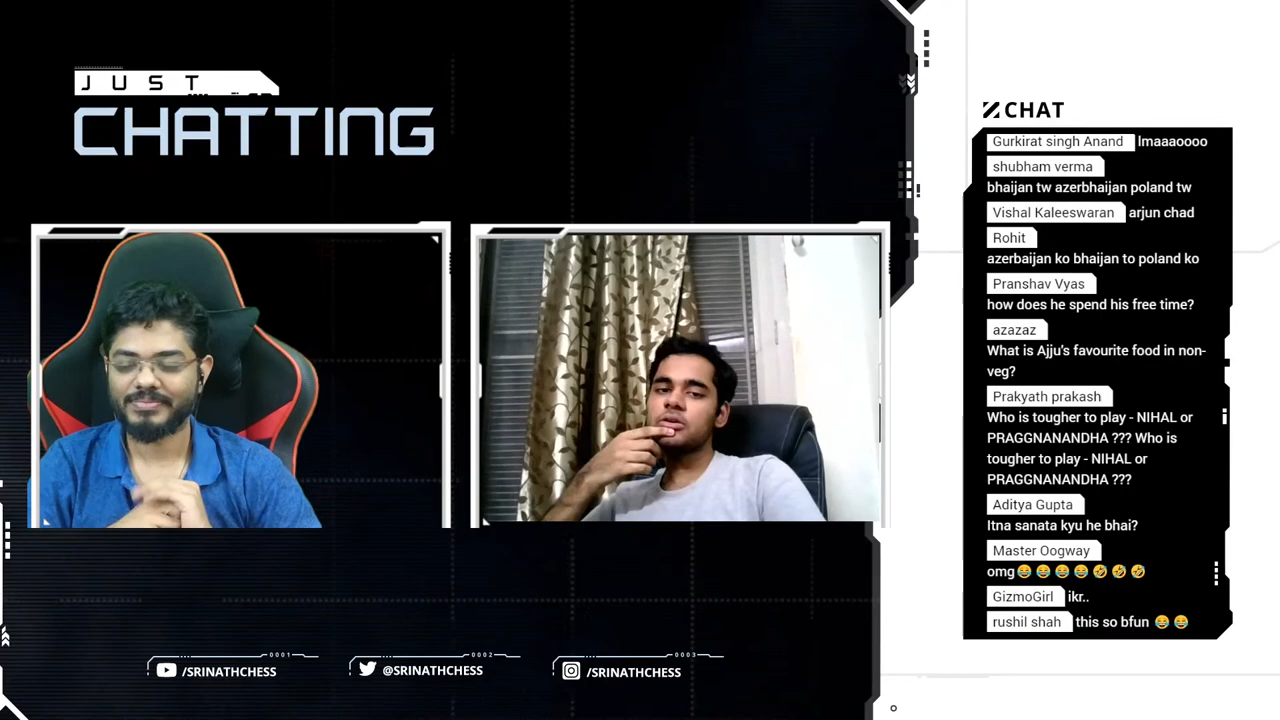 JUST
CHATTING
CHAT
Gurkirat singh Anand lmaaaoooo
shubham verma
bhaijan tw azerbhaijan poland tw
Vishal Kaleeswaran arjun chad
Rohit
azerbaijan ko bhaijan to poland ko
Pranshav Vyas
how does he spend his free time?
azazaz
What is Ajju's favourite food in non-
veg?
Prakyath prakash
Who is tougher to play - NIHAL or
PRAGGNANANDHA ??? Who is
tougher to play - NIHAL or
PRAGGNANANDHA ???
Aditya Gupta
Itna sanata kyu he bhai?
Master Oogway
omg😂😂😂😂🤣🤣🤣
GizmoGirl ikr..
rushil shah this so bfun 😂😂
0001 0002 0003
/SRINATHCHESS @SRINATHCHESS /SRINATHCHESS